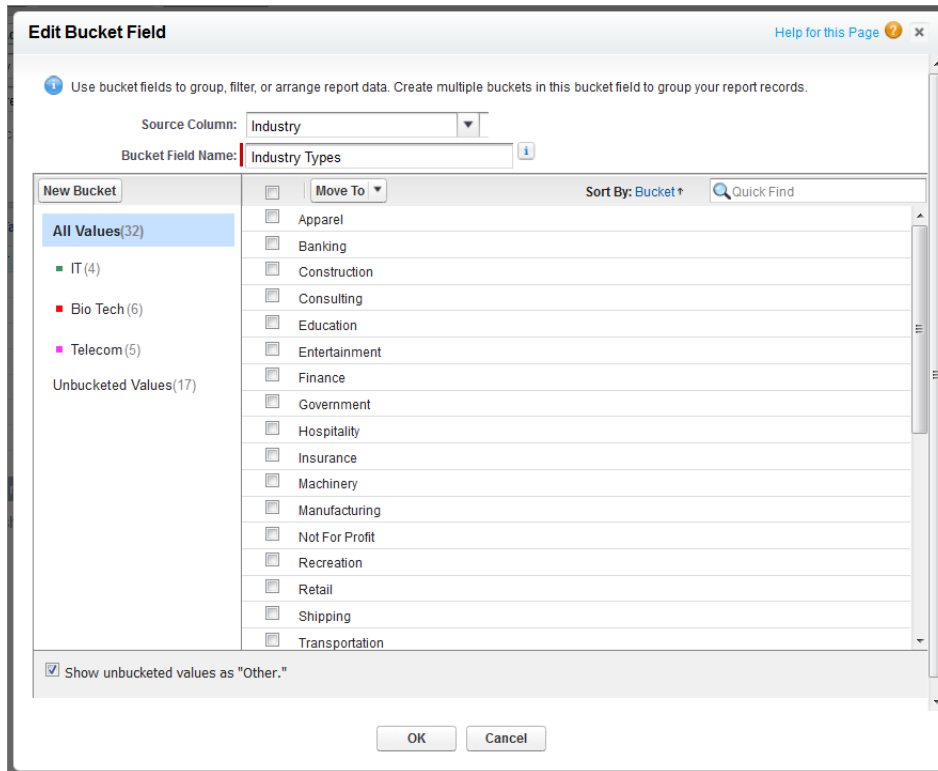 Edit Bucket Field
Help for this Page
Use bucket fields to group, filter, or arrange report data. Create multiple buckets in this bucket field to group your report records.
Source Column: Industry
Bucket Field Name: Industry Types
New Bucket
Move To
Sort By: Bucket↑
Quick Find
All Values(32)
IT (4)
Bio Tech (6)
Telecom (5)
Unbucketed Values(17)
Apparel
Banking
Construction
Consulting
Education
Entertainment
Finance
Government
Hospitality
Insurance
Machinery
Manufacturing
Not For Profit
Recreation
Retail
Shipping
Transportation
Show unbucketed values as "Other."
OK
Cancel